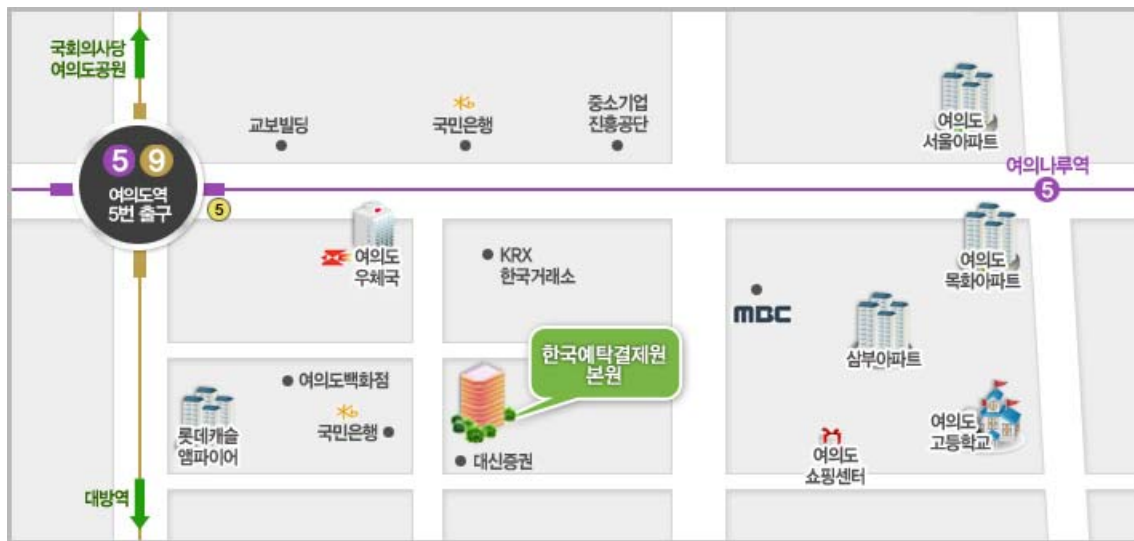 국회의사당
여의도공원
5 9
여의도역
5번 출구
5
교보빌딩
국민은행
중소기업
진흥공단
여의도
서울아파트
여의나루역
5
여의도
우체국
KRX
한국거래소
MBC
여의도
목화아파트
삼부아파트
한국예탁결제원
본원
여의도백화점
국민은행
롯데캐슬
앰파이어
대신증권
여의도
쇼핑센터
여의도
고등학교
대방역